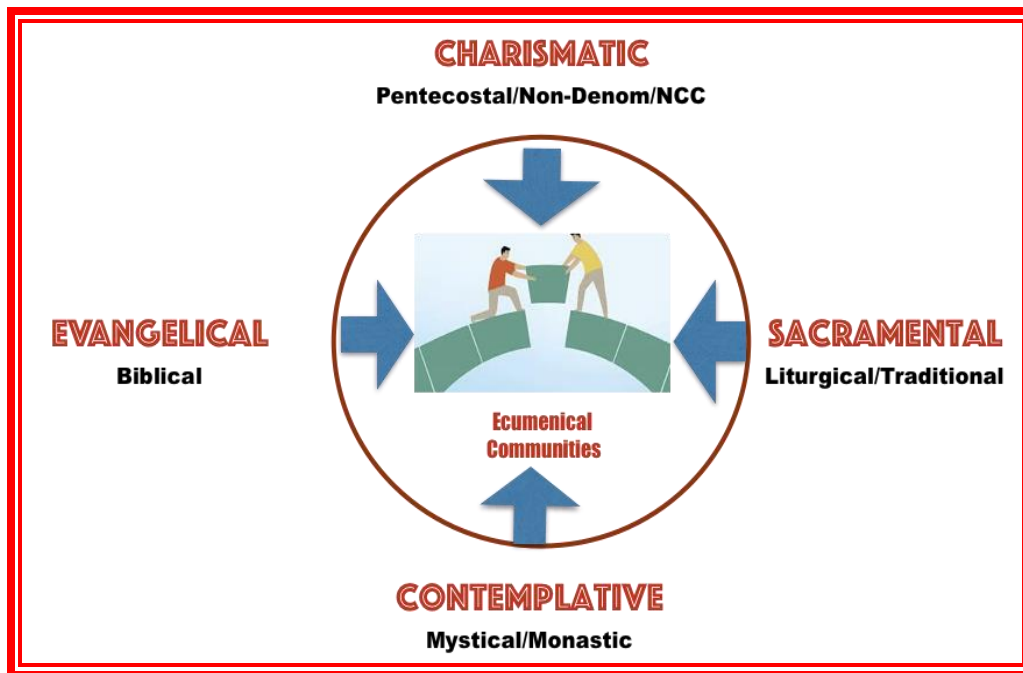 CHARISMATIC
Pentecostal/Non-Denom/NCC
EVANGELICAL
Biblical
SACRAMENTAL
Liturgical/Traditional
Ecumenical
Communities
CONTEMPLATIVE
Mystical/Monastic